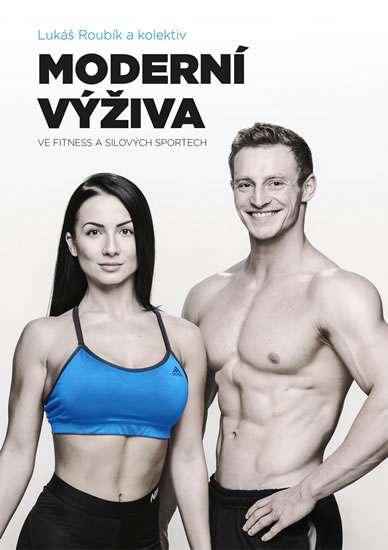 Lukáš Roubík a kolektiv
MODERNÍ
VÝŽIVA
VE FITNESS A SILOVÝCH SPORTECH